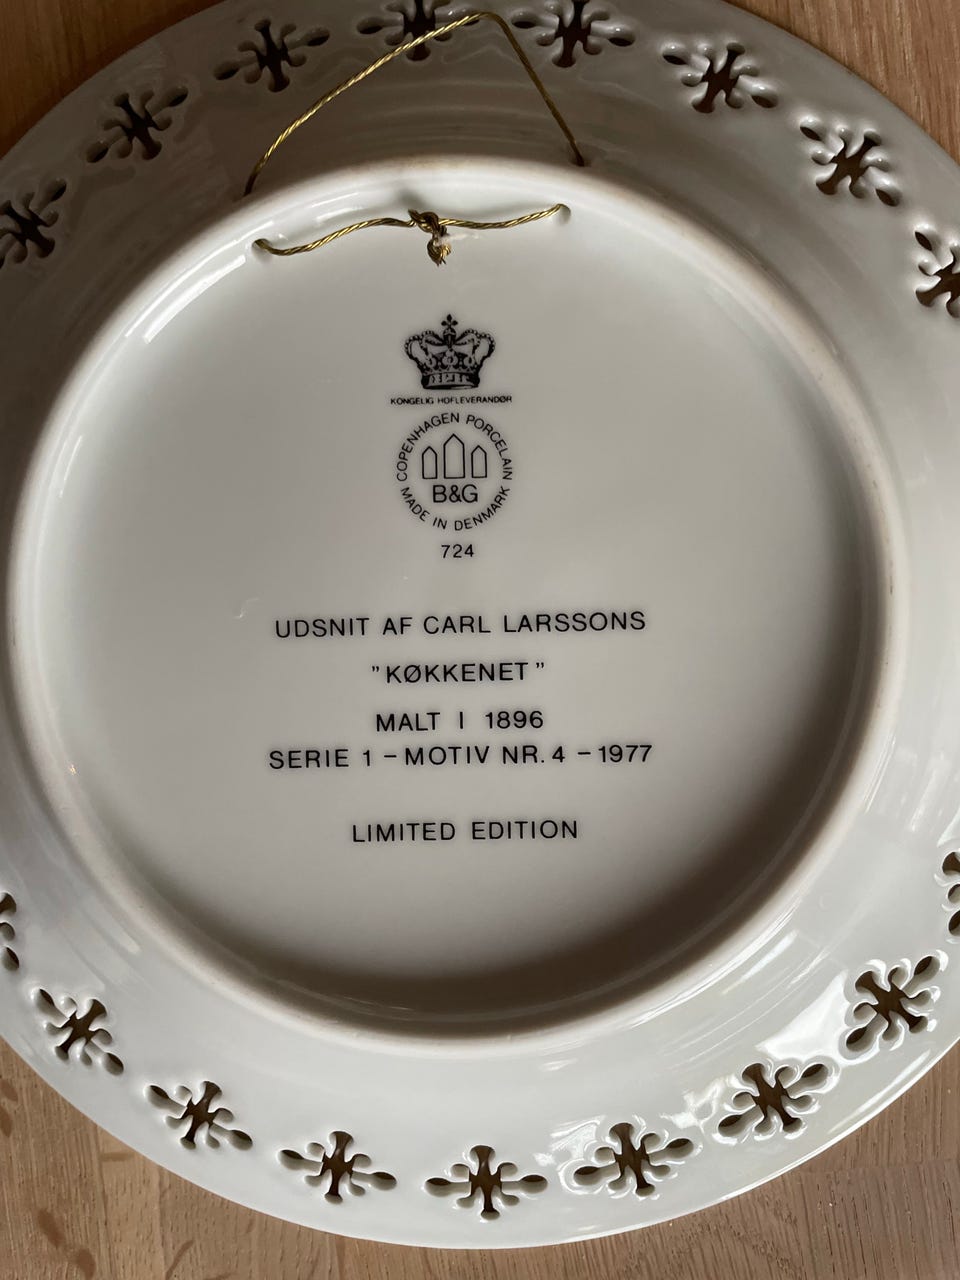 KONGELIG HOFLEVERANDØR
COPENHAGEN PORCELAIN
B&G
MADE IN DENMARK
724
UDSNIT AF CARL LARSSONS
”KØKKENET”
MALT I 1896
SERIE 1 – MOTIV NR. 4 – 1977
LIMITED EDITION